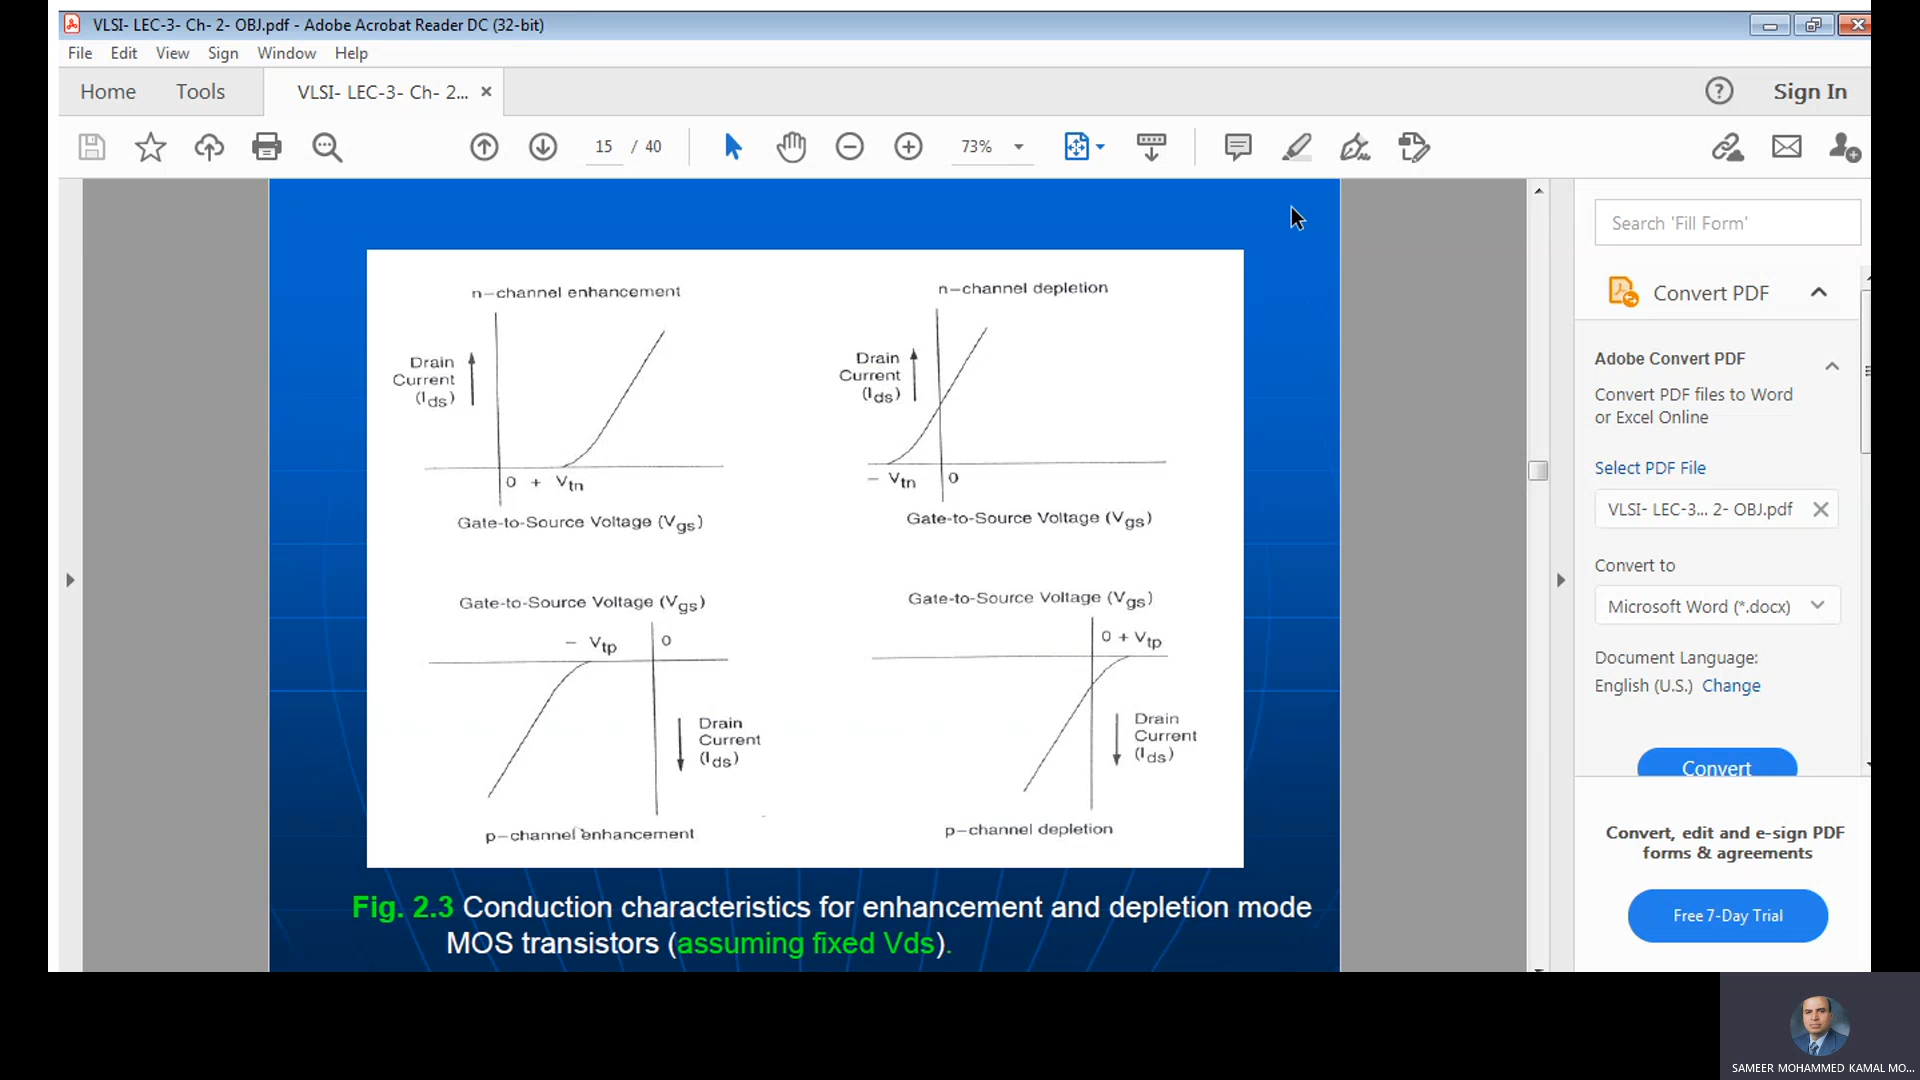 VLSI- LEC-3- Ch- 2- OBJ.pdf - Adobe Acrobat Reader DC (32-bit)
File Edit View Sign Window Help
Home Tools VLSI- LEC-3- Ch- 2... Sign In
15 / 40 73%
n-channel enhancement
Drain
Current
(Ids)
0 + Vtn
Gate-to-Source Voltage (Vgs)
n-channel depletion
Drain
Current
(Ids)
- Vtn 0
Gate-to-Source Voltage (Vgs)
Gate-to-Source Voltage (Vgs)
- Vtp 0
Drain
Current
(Ids)
p-channel enhancement
Gate-to-Source Voltage (Vgs)
0 + Vtp
Drain
Current
(Ids)
p-channel depletion
Fig. 2.3 Conduction characteristics for enhancement and depletion mode
MOS transistors (assuming fixed Vds).
Search 'Fill Form'
Convert PDF
Adobe Convert PDF
Convert PDF files to Word
or Excel Online
Select PDF File
VLSI- LEC-3... 2- OBJ.pdf
Convert to
Microsoft Word (*.docx)
Document Language:
English (U.S.) Change
Convert
Convert, edit and e-sign PDF
forms & agreements
Free 7-Day Trial
SAMEER MOHAMMED KAMAL MO...